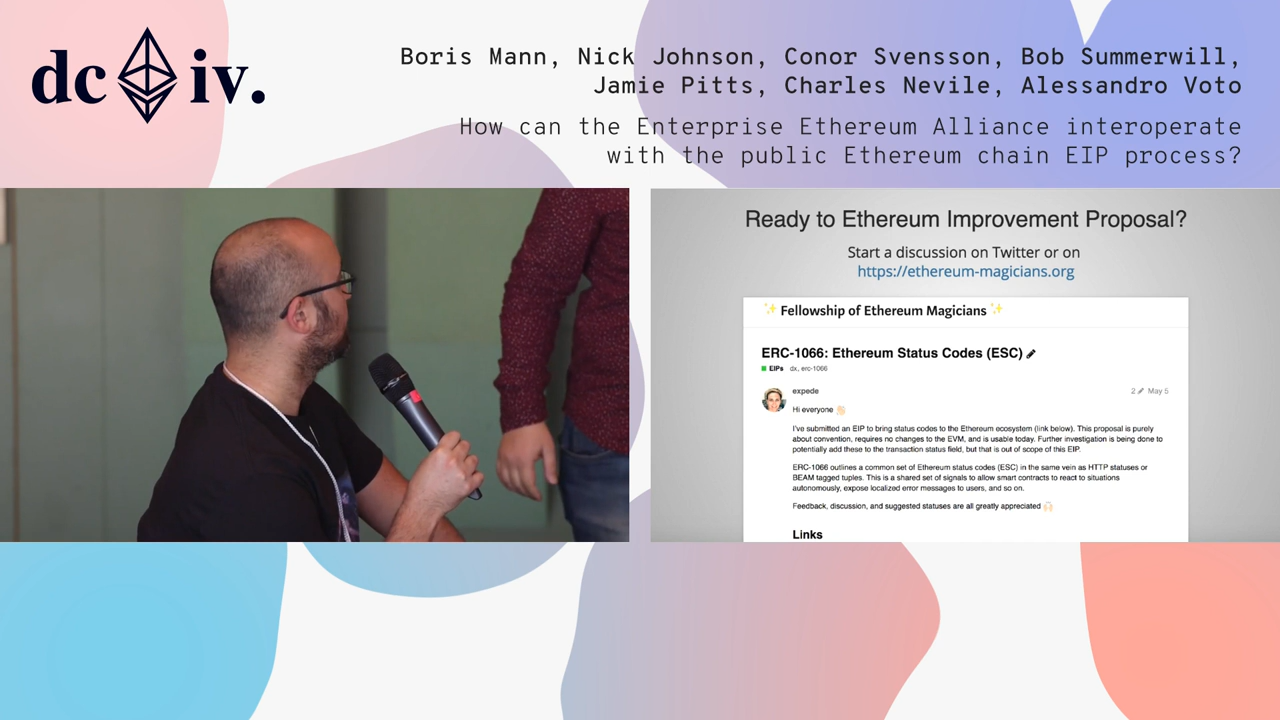 dc iv.
Boris Mann, Nick Johnson, Conor Svensson, Bob Summerwill,
Jamie Pitts, Charles Nevile, Alessandro Voto
How can the Enterprise Ethereum Alliance interoperate
with the public Ethereum chain EIP process?
Ready to Ethereum Improvement Proposal?
Start a discussion on Twitter or on
https://ethereum-magicians.org
✨ Fellowship of Ethereum Magicians ✨
ERC-1066: Ethereum Status Codes (ESC)
EIPs dx, erc-1066
expede 2 May 5
Hi everyone 👋🏻
I've submitted an EIP to bring status codes to the Ethereum ecosystem (link below). This proposal is purely
about convention, requires no changes to the EVM, and is usable today. Further investigation is being done to
potentially add these to the transaction status field, but that is out of scope of this EIP.
ERC-1066 outlines a common set of Ethereum status codes (ESC) in the same vein as HTTP statuses or
BEAM tagged tuples. This is a shared set of signals to allow smart contracts to react to situations
autonomously, expose localized error messages to users, and so on.
Feedback, discussion, and suggested statuses are all greatly appreciated 🙌🏻
Links